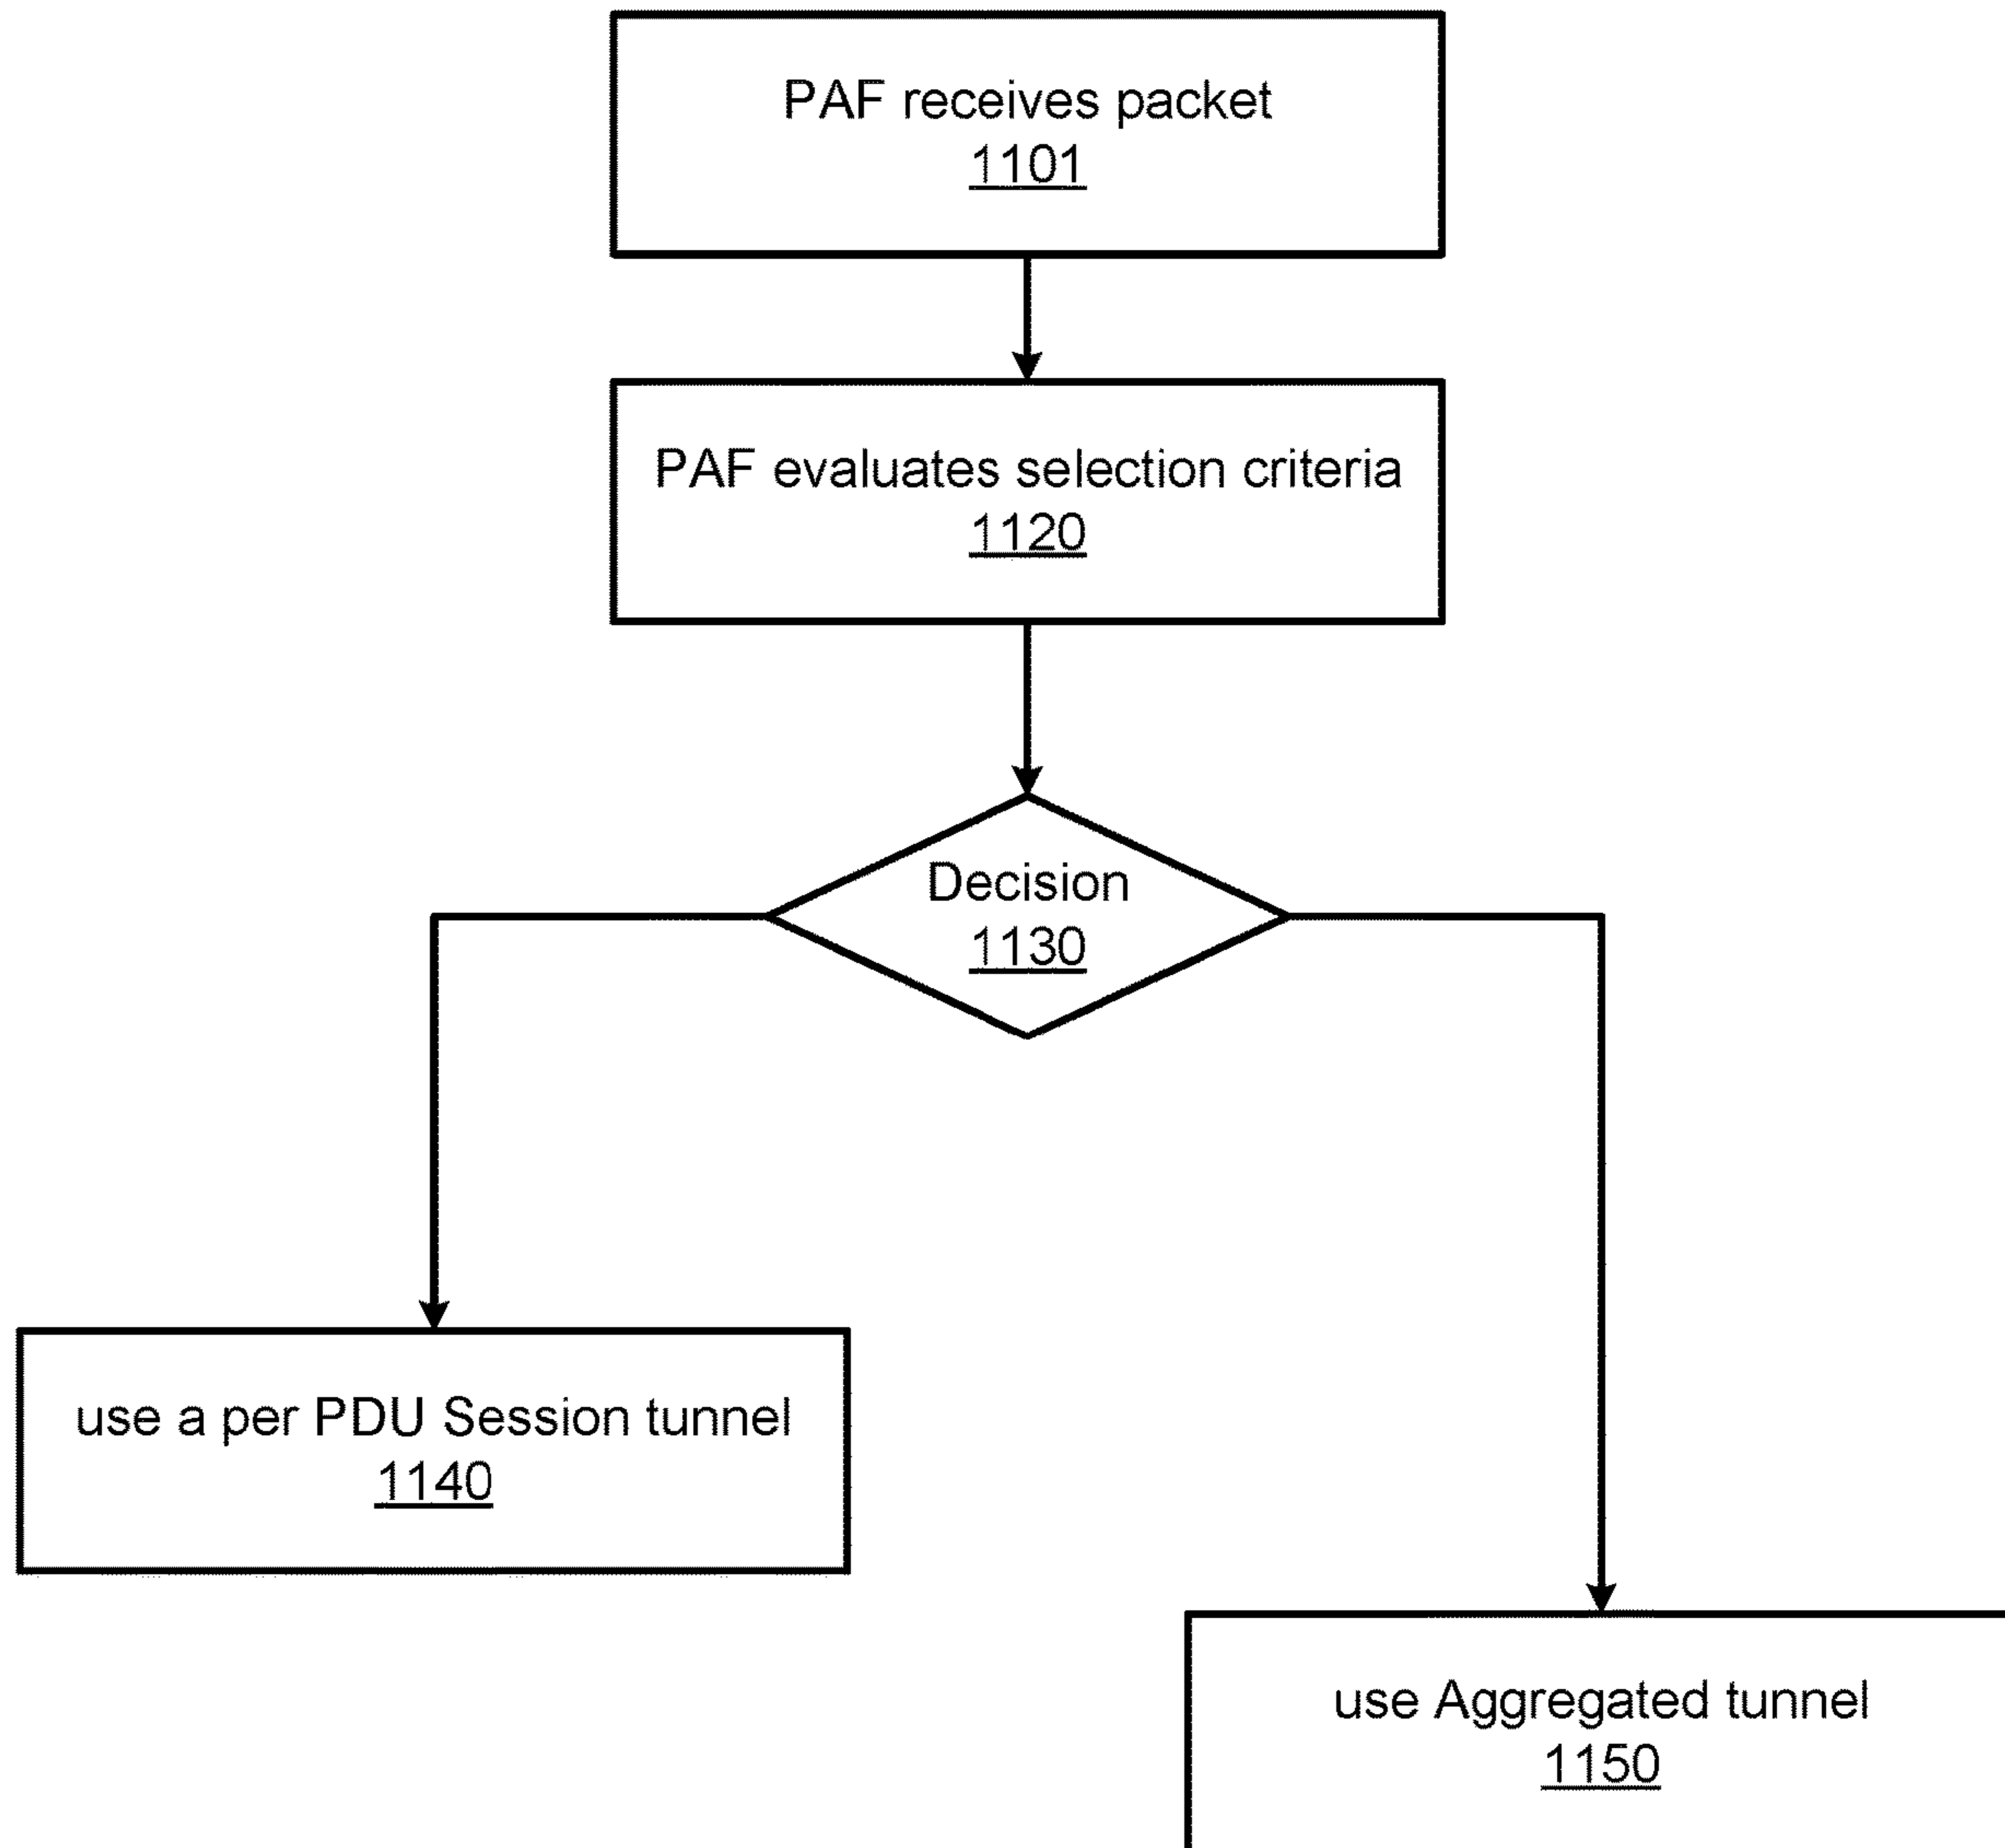 PAF receives packet
1101
PAF evaluates selection criteria
1120
Decision
1130
use a per PDU Session tunnel
1140
use Aggregated tunnel
1150